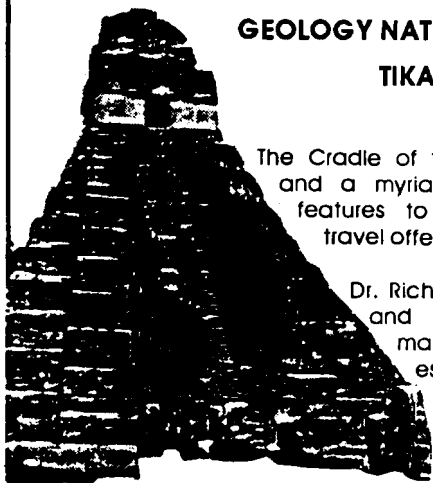 GEOLOGY NAT
TIKA
The Cradle of
and a myria
features to
travel offe
Dr. Rich
and
ma
es